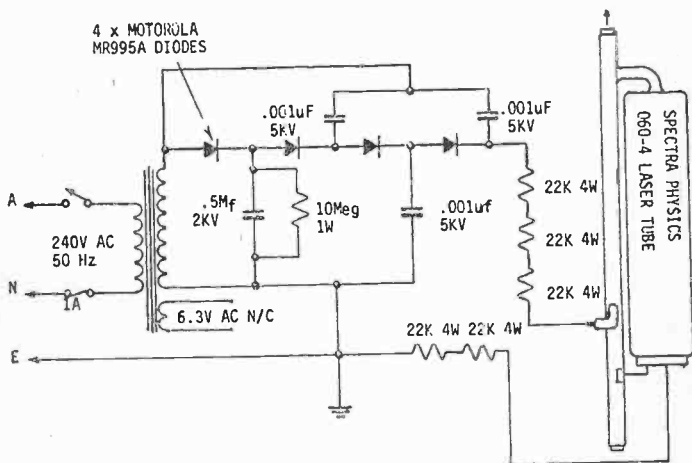 4 x MOTOROLA
MR995A DIODES
.001uF
5KV
.001uF
5KV
A
240V AC
50 Hz
N
1A
6.3V AC N/C
E
.5Mf
2KV
10Meg
1W
.001uf
5KV
22K 4W
22K 4W
22K 4W
22K 4W 22K 4W
SPECTRA PHYSICS
060-4 LASER TUBE